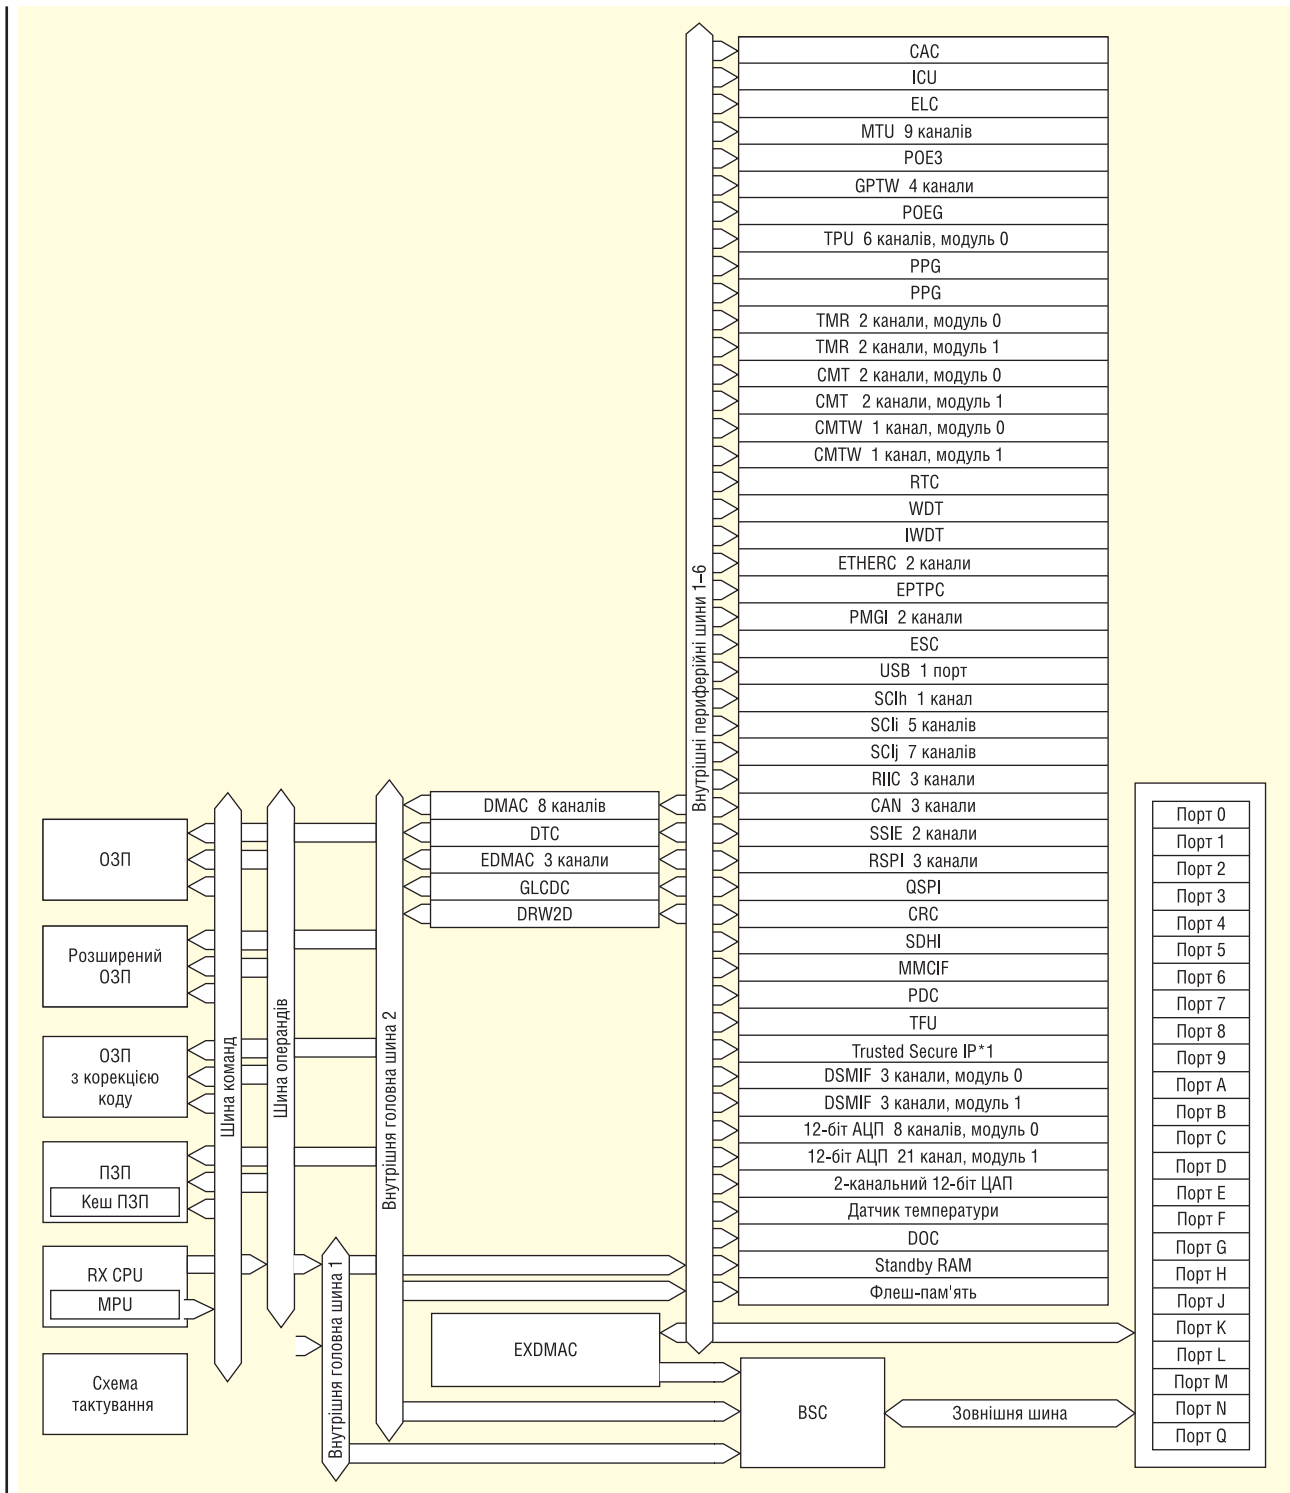 CAC
ICU
ELC
MTU 9 каналів
POE3
GPTW 4 канали
POEG
TPU 6 каналів, модуль 0
PPG
PPG
TMR 2 канали, модуль 0
TMR 2 канали, модуль 1
CMT 2 канали, модуль 0
CMT 2 канали, модуль 1
CMTW 1 канал, модуль 0
CMTW 1 канал, модуль 1
RTC
WDT
IWDT
ETHERC 2 канали
EPTPC
PMGI 2 канали
ESC
USB 1 порт
SCIh 1 канал
SCIi 5 каналів
SCIj 7 каналів
RIIC 3 канали
CAN 3 канали
SSIE 2 канали
RSPI 3 канали
QSPI
CRC
SDHI
MMCIF
PDC
TFU
Trusted Secure IP*1
DSMIF 3 канали, модуль 0
DSMIF 3 канали, модуль 1
12-біт АЦП 8 каналів, модуль 0
12-біт АЦП 21 канал, модуль 1
2-канальний 12-біт ЦАП
Датчик температури
DOC
Standby RAM
Флеш-пам'ять
Внутрішні периферійні шини 1–6
DMAC 8 каналів
DTC
EDMAC 3 канали
GLCDC
DRW2D
ОЗП
Розширений
ОЗП
ОЗП
з корекцією
коду
ПЗП
Кеш ПЗП
RX CPU
MPU
Схема
тактування
Шина команд
Шина операндів
Внутрішня головна шина 1
Внутрішня головна шина 2
EXDMAC
BSC
Зовнішня шина
Порт 0
Порт 1
Порт 2
Порт 3
Порт 4
Порт 5
Порт 6
Порт 7
Порт 8
Порт 9
Порт A
Порт B
Порт C
Порт D
Порт E
Порт F
Порт G
Порт H
Порт J
Порт K
Порт L
Порт M
Порт N
Порт Q